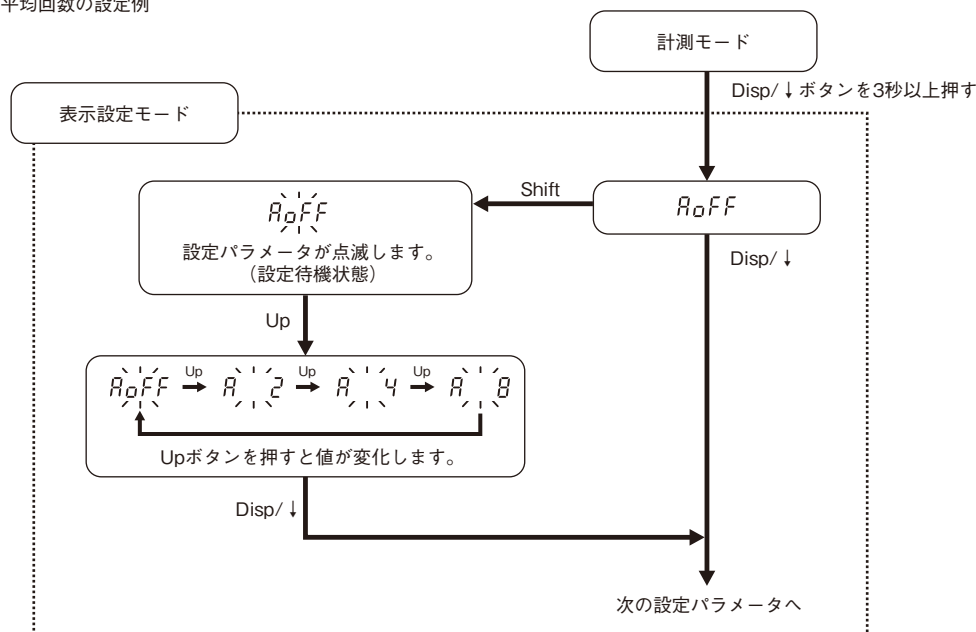 平均回数の設定例
計測モード
Disp/↓ボタンを3秒以上押す
表示設定モード
AoFF
Shift
AoFF
設定パラメータが点滅します。
（設定待機状態）
Disp/↓
Up
AoFF Up A 2 Up A 4 Up A 8
Upボタンを押すと値が変化します。
Disp/↓
次の設定パラメータへ